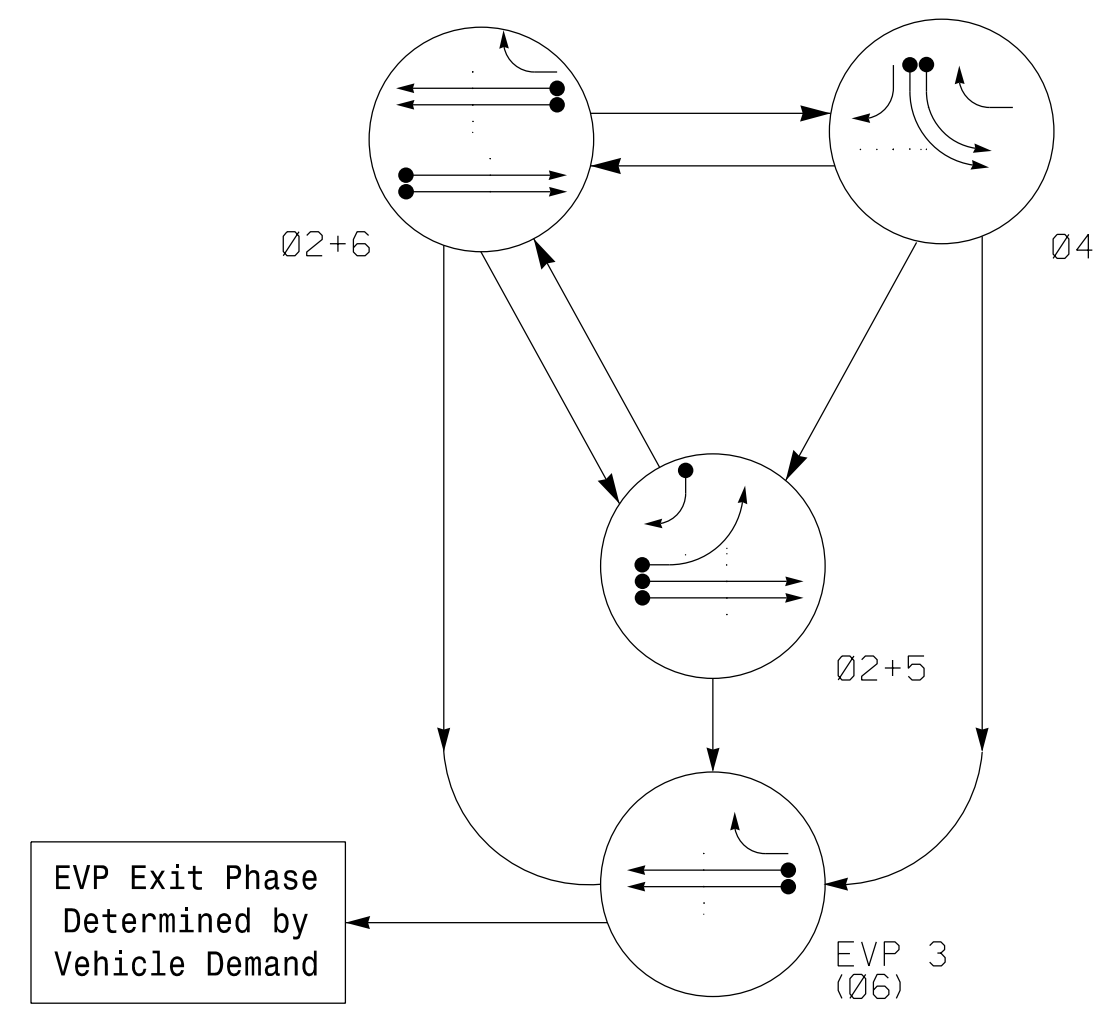 Ø2+6
Ø4
Ø2+5
EVP Exit Phase
Determined by
Vehicle Demand
EVP 3
(Ø6)